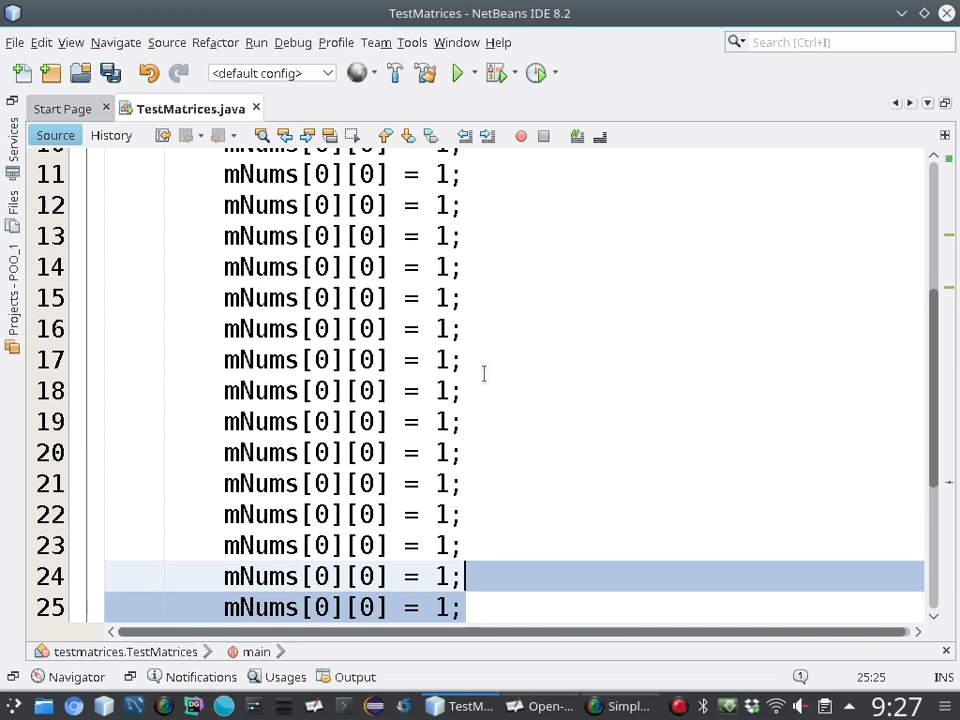 TestMatrices - NetBeans IDE 8.2
File Edit View Navigate Source Refactor Run Debug Profile Team Tools Window Help
Search (Ctrl+I)
<default config>
Start Page
TestMatrices.java
Source History
Services
Files
Projects - POO_1
10 mNums[0][0] = 1;
11 mNums[0][0] = 1;
12 mNums[0][0] = 1;
13 mNums[0][0] = 1;
14 mNums[0][0] = 1;
15 mNums[0][0] = 1;
16 mNums[0][0] = 1;
17 mNums[0][0] = 1;
18 mNums[0][0] = 1;
19 mNums[0][0] = 1;
20 mNums[0][0] = 1;
21 mNums[0][0] = 1;
22 mNums[0][0] = 1;
23 mNums[0][0] = 1;
24 mNums[0][0] = 1;
25 mNums[0][0] = 1;
testmatrices.TestMatrices main
Navigator Notifications Usages Output
1
25:25 INS
TestM... Open-... Simpl...
9:27